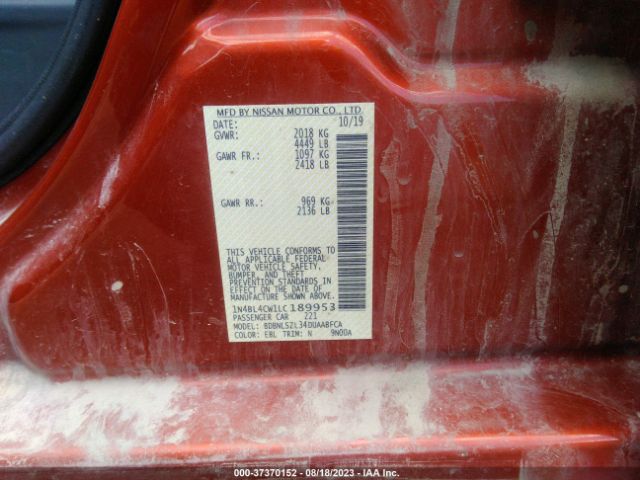 MFD BY NISSAN MOTOR CO., LTD
DATE: 10/19
GVWR: 2018 KG
4449 LB
GAWR FR.: 1097 KG
2418 LB
GAWR RR.: 969 KG
2136 LB
THIS VEHICLE CONFORMS TO
ALL APPLICABLE FEDERAL
MOTOR VEHICLE SAFETY,
BUMPER, AND THEFT
PREVENTION STANDARDS IN
EFFECT ON THE DATE OF
MANUFACTURE SHOWN ABOVE.
1N4BL4CW1LC189953
PASSENGER CAR 221
MODEL: BDBNLSZL34DUAABFCA
COLOR: EBL TRIM: N 9N0DA
000-37370152 - 08/18/2023 - IAA Inc.